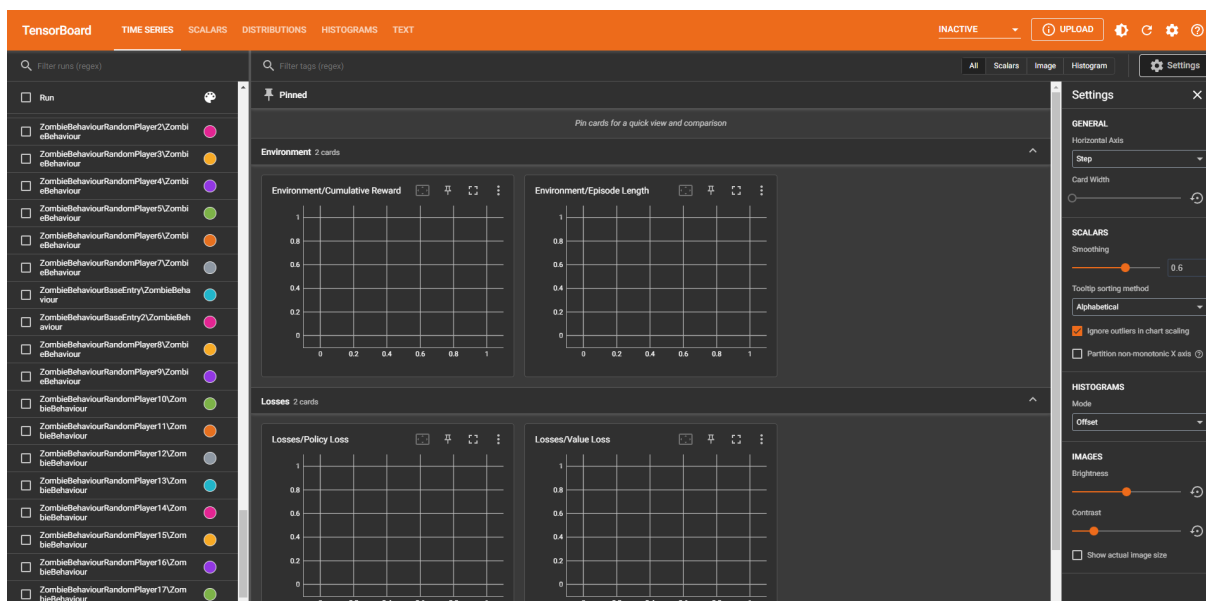 TensorBoard TIME SERIES SCALARS DISTRIBUTIONS HISTOGRAMS TEXT INACTIVE UPLOAD
Filter runs (regex)
Run
ZombieBehaviourRandomPlayer2\Zombi
eBehaviour
ZombieBehaviourRandomPlayer3\Zombi
eBehaviour
ZombieBehaviourRandomPlayer4\Zombi
eBehaviour
ZombieBehaviourRandomPlayer5\Zombi
eBehaviour
ZombieBehaviourRandomPlayer6\Zombi
eBehaviour
ZombieBehaviourRandomPlayer7\Zombi
eBehaviour
ZombieBehaviourBaseEntry\ZombieBeha
viour
ZombieBehaviourBaseEntry2\ZombieBeh
aviour
ZombieBehaviourRandomPlayer8\Zombi
eBehaviour
ZombieBehaviourRandomPlayer9\Zombi
eBehaviour
ZombieBehaviourRandomPlayer10\Zom
bieBehaviour
ZombieBehaviourRandomPlayer11\Zom
bieBehaviour
ZombieBehaviourRandomPlayer12\Zom
bieBehaviour
ZombieBehaviourRandomPlayer13\Zom
bieBehaviour
ZombieBehaviourRandomPlayer14\Zom
bieBehaviour
ZombieBehaviourRandomPlayer15\Zom
bieBehaviour
ZombieBehaviourRandomPlayer16\Zom
bieBehaviour
ZombieBehaviourRandomPlayer17\Zom
bieBehaviour
Filter tags (regex)
All Scalars Image Histogram Settings
Pinned
Pin cards for a quick view and comparison
Environment 2 cards
Environment/Cumulative Reward
1
0.8
0.6
0.4
0.2
0
0 0.2 0.4 0.6 0.8 1
Environment/Episode Length
1
0.8
0.6
0.4
0.2
0
0 0.2 0.4 0.6 0.8 1
Losses 2 cards
Losses/Policy Loss
1
0.8
0.6
0.4
0.2
0
Losses/Value Loss
1
0.8
0.6
0.4
0.2
0
Settings
GENERAL
Horizontal Axis
Step
Card Width
SCALARS
Smoothing
0.6
Tooltip sorting method
Alphabetical
Ignore outliers in chart scaling
Partition non-monotonic X axis
HISTOGRAMS
Mode
Offset
IMAGES
Brightness
Contrast
Show actual image size